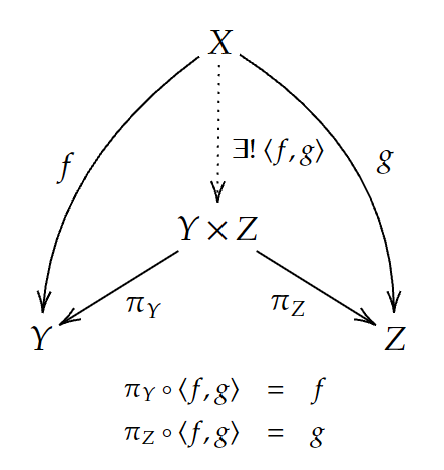 X
f
∃! ⟨f, g⟩
g
Y × Z
π_Y
π_Z
Y
Z
π_Y ∘ ⟨f, g⟩ = f
π_Z ∘ ⟨f, g⟩ = g